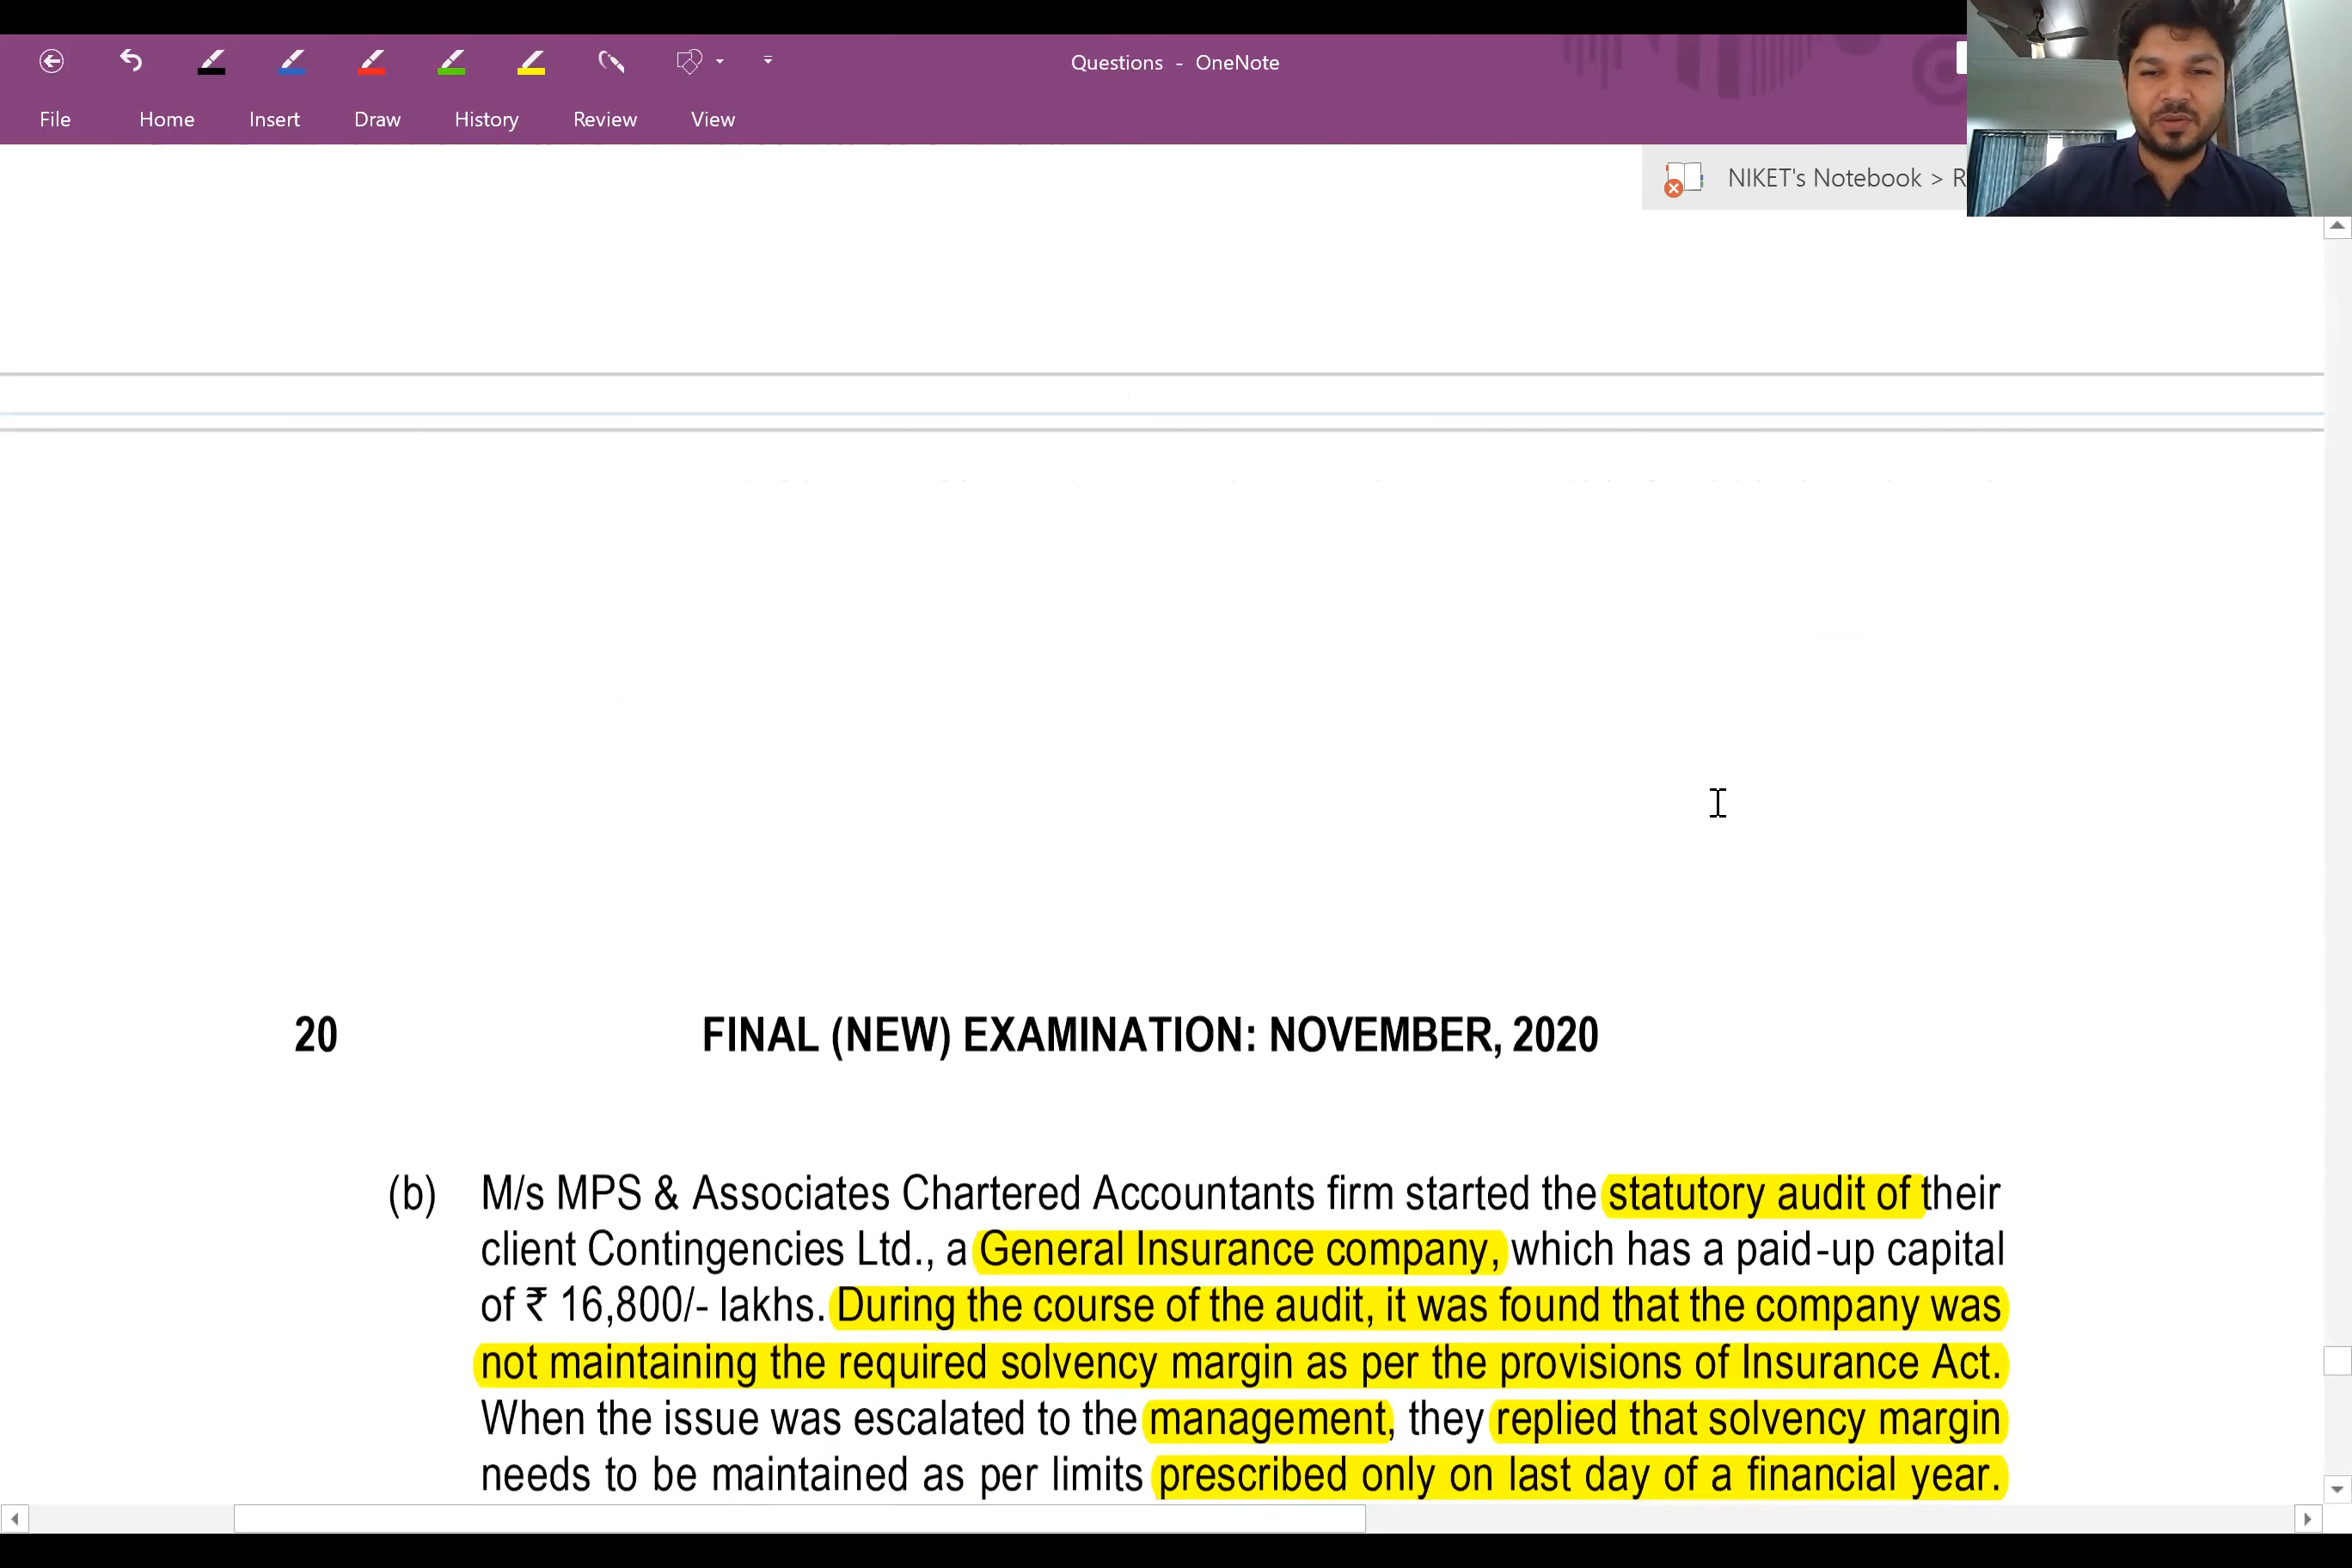 Questions - OneNote
File Home Insert Draw History Review View
NIKET's Notebook > R
20 FINAL (NEW) EXAMINATION: NOVEMBER, 2020
(b) M/s MPS & Associates Chartered Accountants firm started the statutory audit of their
client Contingencies Ltd., a General Insurance company, which has a paid-up capital
of ₹ 16,800/- lakhs. During the course of the audit, it was found that the company was
not maintaining the required solvency margin as per the provisions of Insurance Act.
When the issue was escalated to the management, they replied that solvency margin
needs to be maintained as per limits prescribed only on last day of a financial year.